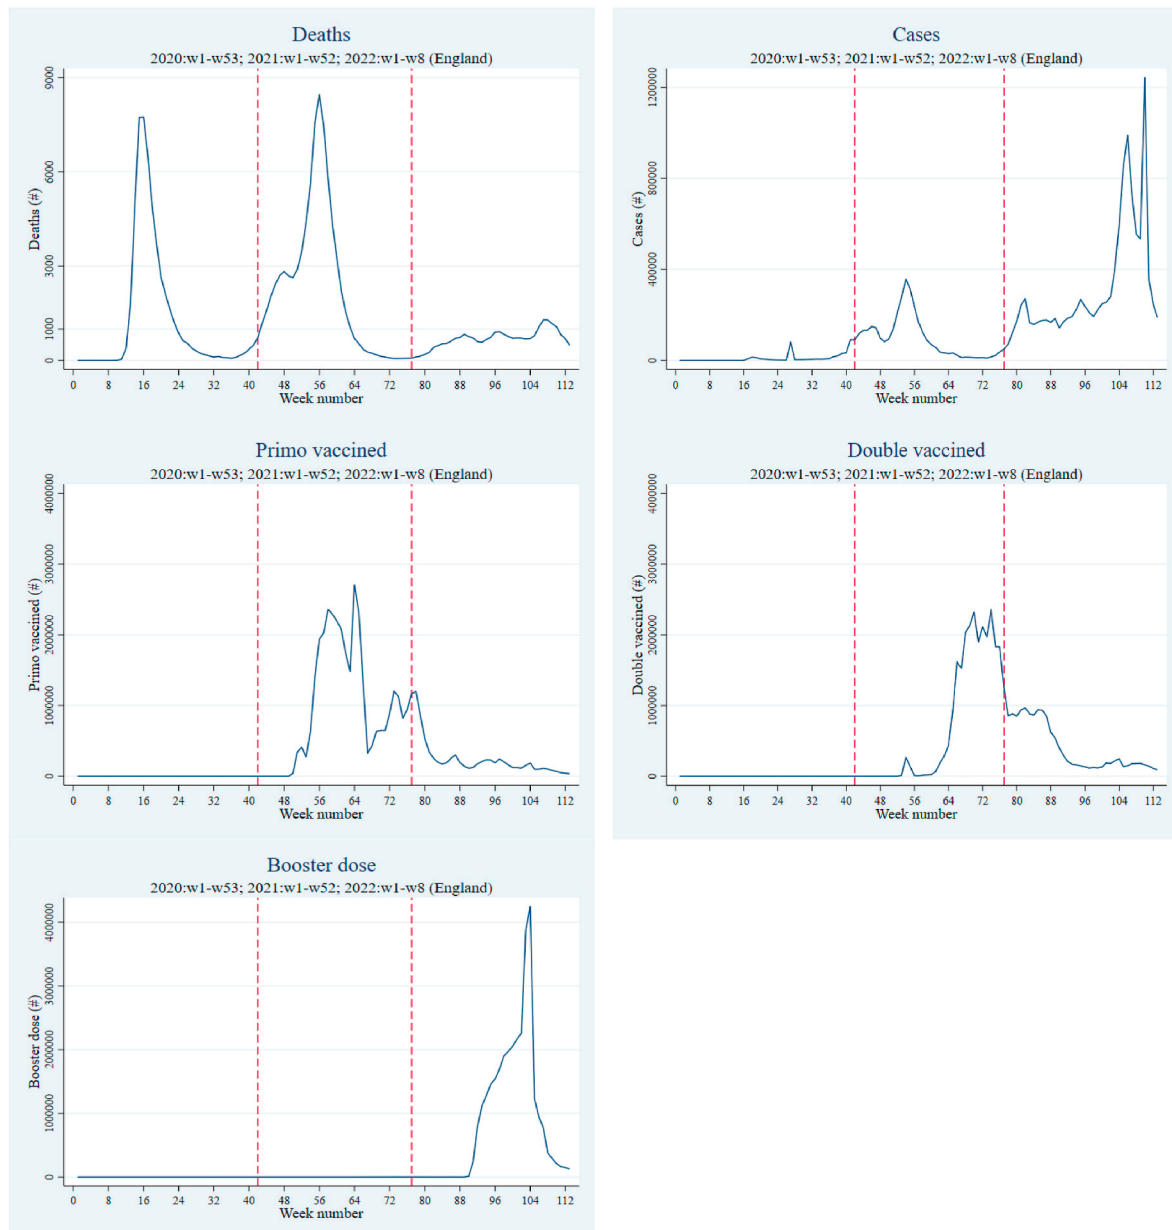 Deaths
2020:w1-w53; 2021:w1-w52; 2022:w1-w8 (England)
Deaths (#)
9000
6000
3000
1000
0
0 8 16 24 32 40 48 56 64 72 80 88 96 104 112
Week number
Cases
2020:w1-w53; 2021:w1-w52; 2022:w1-w8 (England)
Cases (#)
1200000
800000
400000
0
0 8 16 24 32 40 48 56 64 72 80 88 96 104 112
Week number
Primo vaccined
2020:w1-w53; 2021:w1-w52; 2022:w1-w8 (England)
Primo vaccined (#)
4000000
3000000
2000000
1000000
0
0 8 16 24 32 40 48 56 64 72 80 88 96 104 112
Week number
Double vaccined
2020:w1-w53; 2021:w1-w52; 2022:w1-w8 (England)
Double vaccined (#)
4000000
3000000
2000000
1000000
0
0 8 16 24 32 40 48 56 64 72 80 88 96 104 112
Week number
Booster dose
2020:w1-w53; 2021:w1-w52; 2022:w1-w8 (England)
Booster dose (#)
4000000
3000000
2000000
1000000
0
0 8 16 24 32 40 48 56 64 72 80 88 96 104 112
Week number